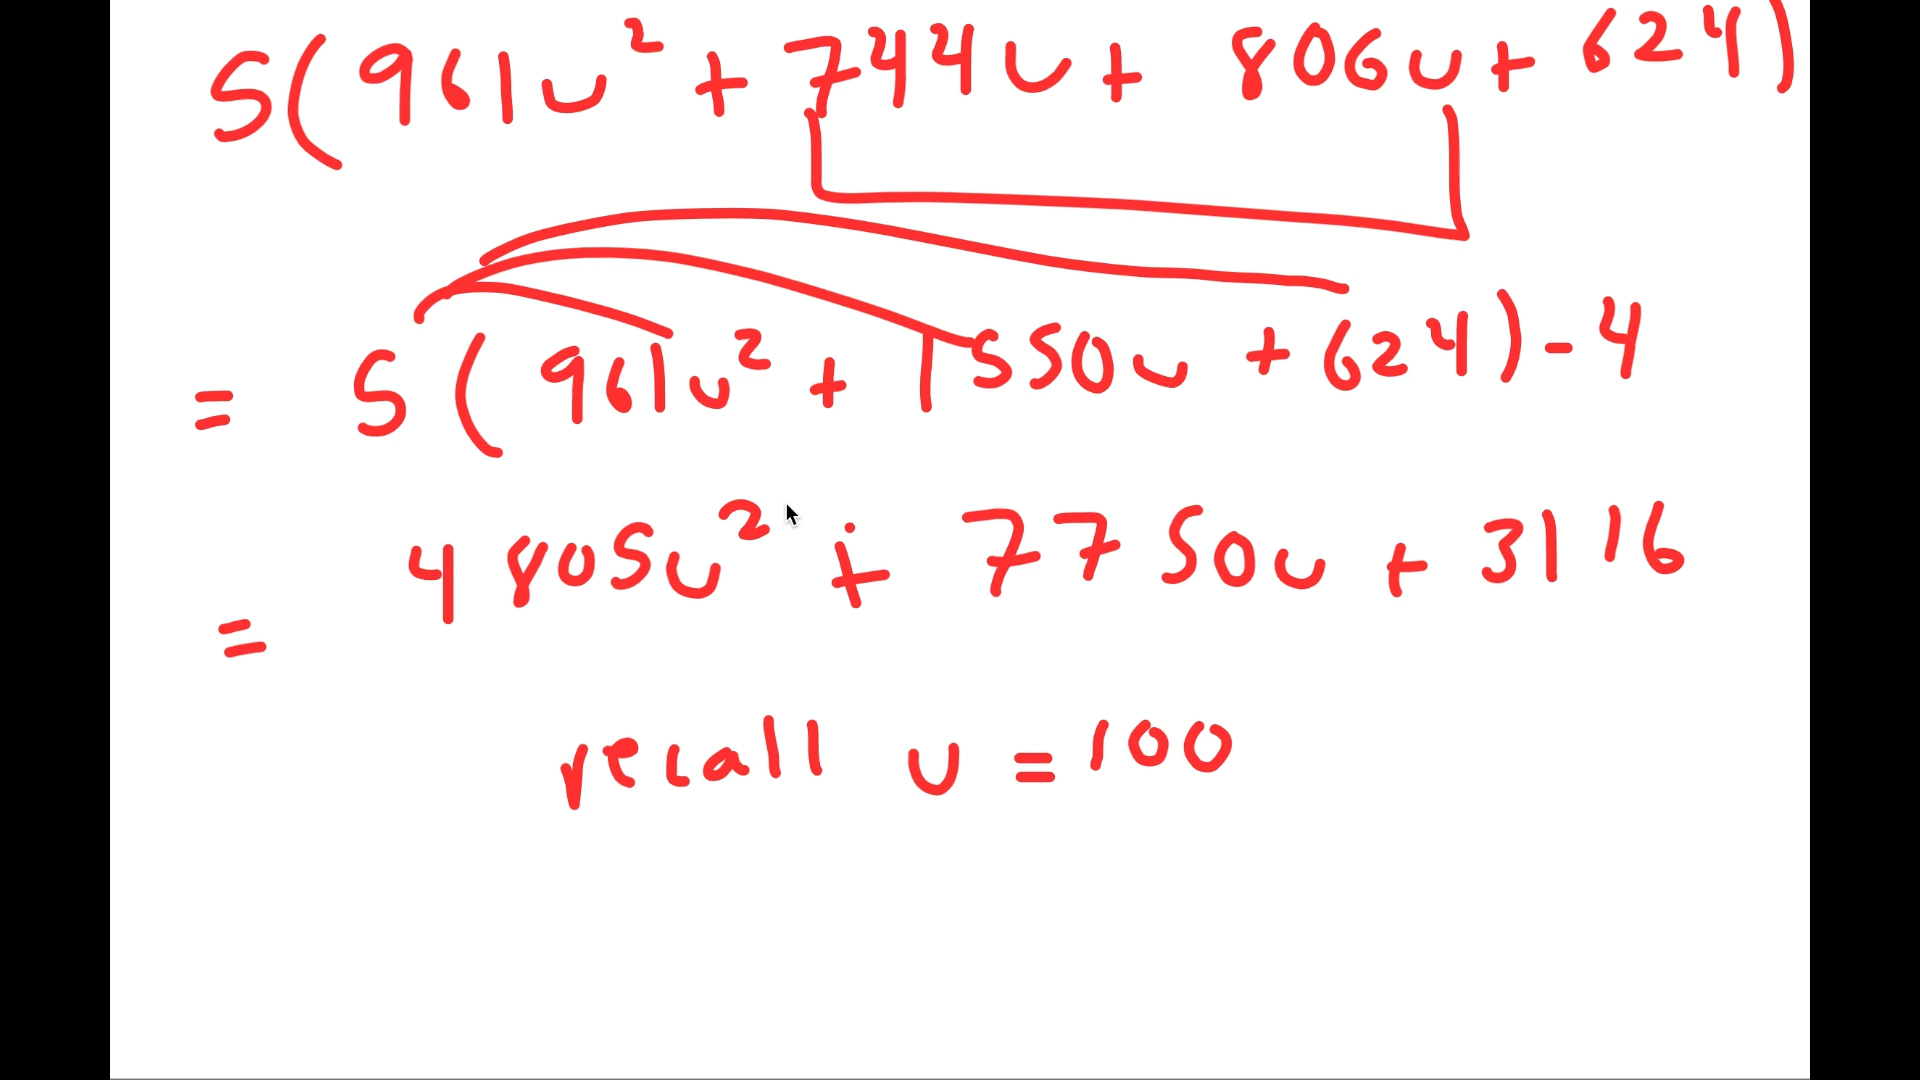 5(961u² + 744u + 806u + 624)
= 5(961u² + 1550u + 624) - 4
= 4805u² + 7750u + 3116
recall u = 100